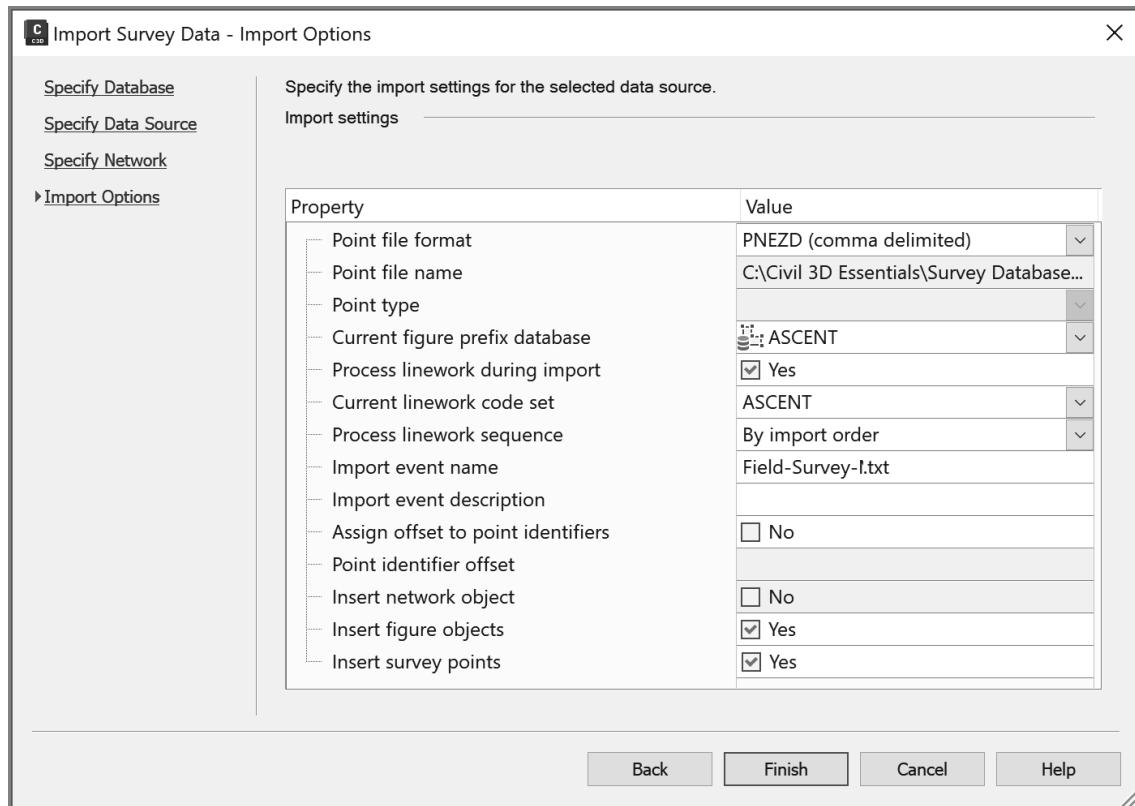 C
C3D
Import Survey Data - Import Options
Specify Database
Specify Data Source
Specify Network
Import Options
Specify the import settings for the selected data source.
Import settings
Property Value
Point file format PNEZD (comma delimited)
Point file name C:\Civil 3D Essentials\Survey Database...
Point type
Current figure prefix database ASCENT
Process linework during import Yes
Current linework code set ASCENT
Process linework sequence By import order
Import event name
Import event description
Assign offset to point identifiers No
Point identifier offset
Insert network object No
Insert figure objects Yes
Insert survey points Yes
Back Finish Cancel Help